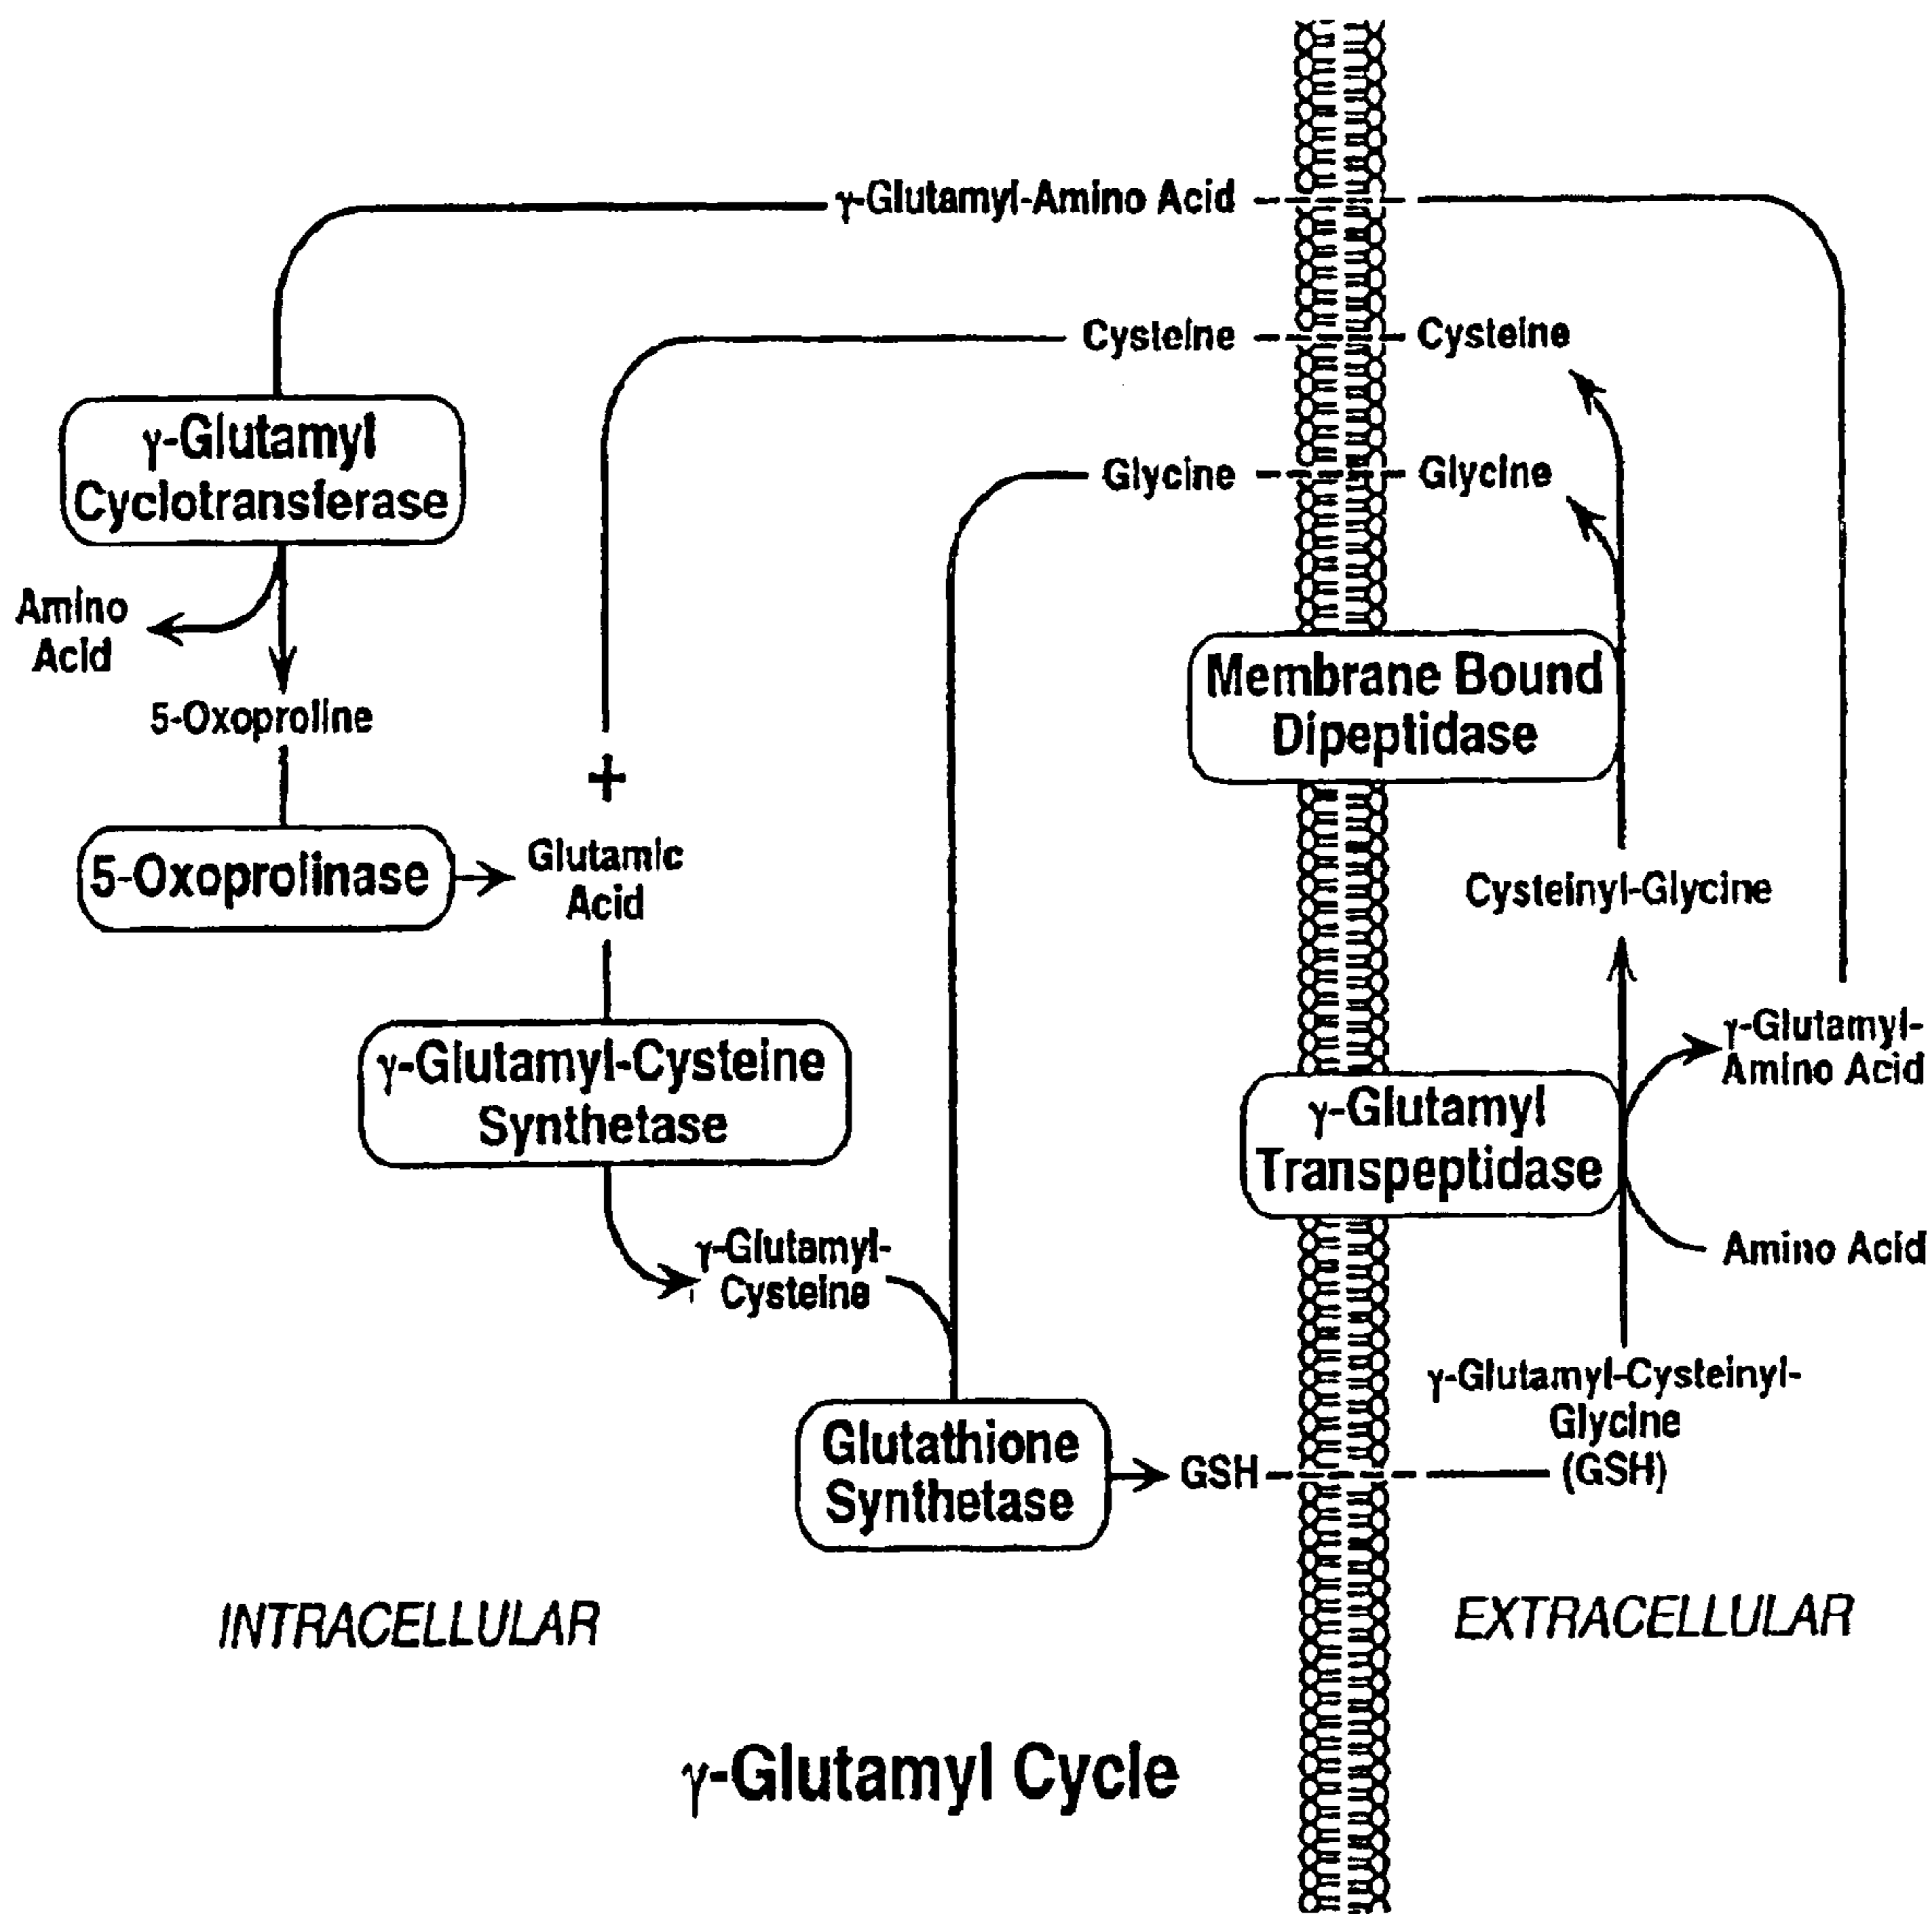 γ-Glutamyl-Amino Acid
Cysteine
Cysteine
Glycine
Glycine
γ-Glutamyl
Cyclotransferase
Amino
Acid
5-Oxoproline
+
Membrane Bound
Dipeptidase
5-Oxoprolinase
Glutamic
Acid
Cysteinyl-Glycine
γ-Glutamyl-Cysteine
Synthetase
γ-Glutamyl-
Amino Acid
γ-Glutamyl
Transpeptidase
γ-Glutamyl-
Cysteine
Amino Acid
γ-Glutamyl-Cysteinyl-
Glycine
(GSH)
Glutathione
Synthetase
GSH
INTRACELLULAR
EXTRACELLULAR
γ-Glutamyl Cycle